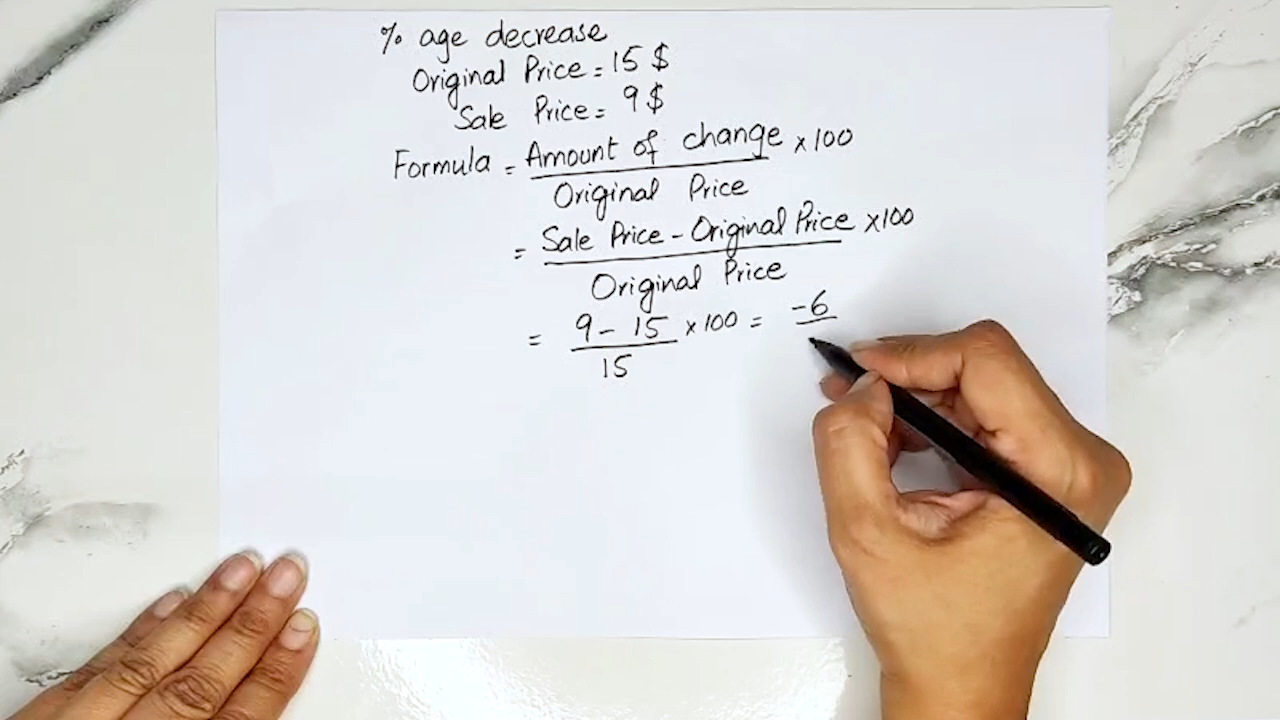 % age decrease
Original Price = 15 $
Sale Price = 9 $
Formula = Amount of change × 100
Original Price
= Sale Price - Original Price × 100
Original Price
= 9 - 15 × 100 = -6
15